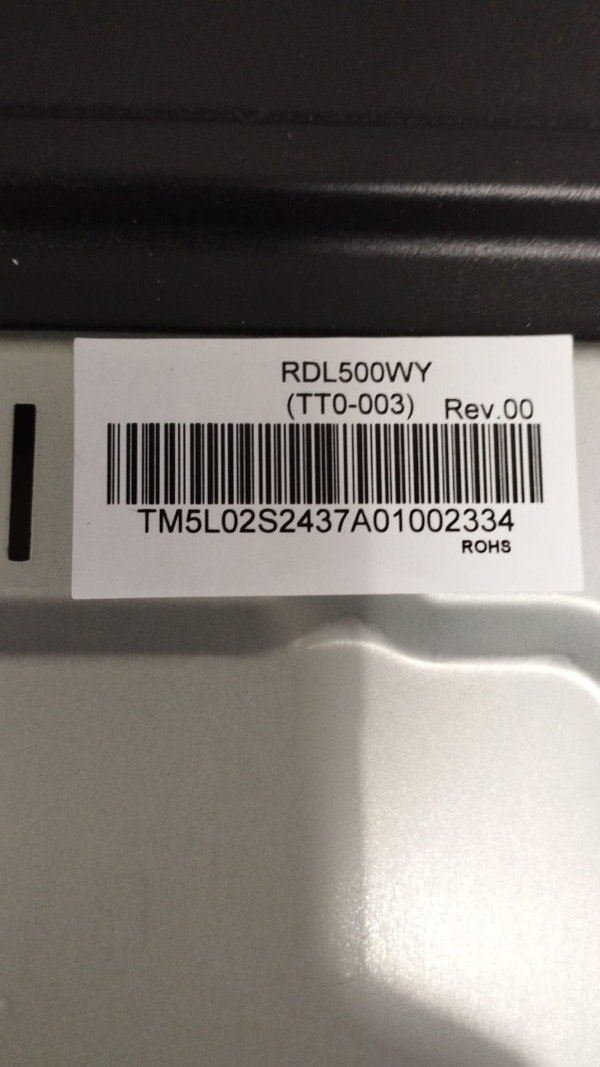 RDL500WY
(TT0-003) Rev.00
TM5L02S2437A01002334
ROHS